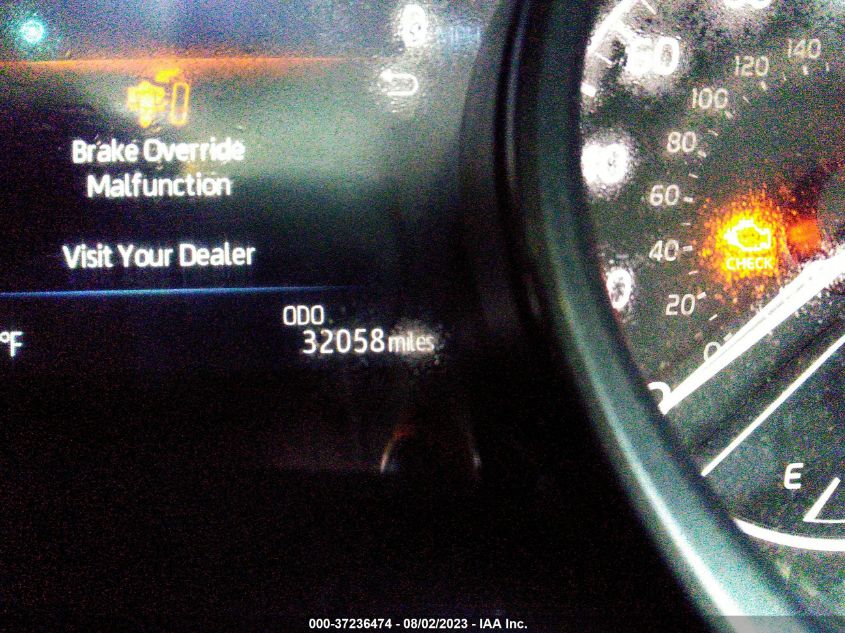 Brake Override
Malfunction
Visit Your Dealer
ODO
°F
32058 miles
140
120
100
80
60
40
20
0
CHECK
E
000-37236474 - 08/02/2023 - IAA Inc.